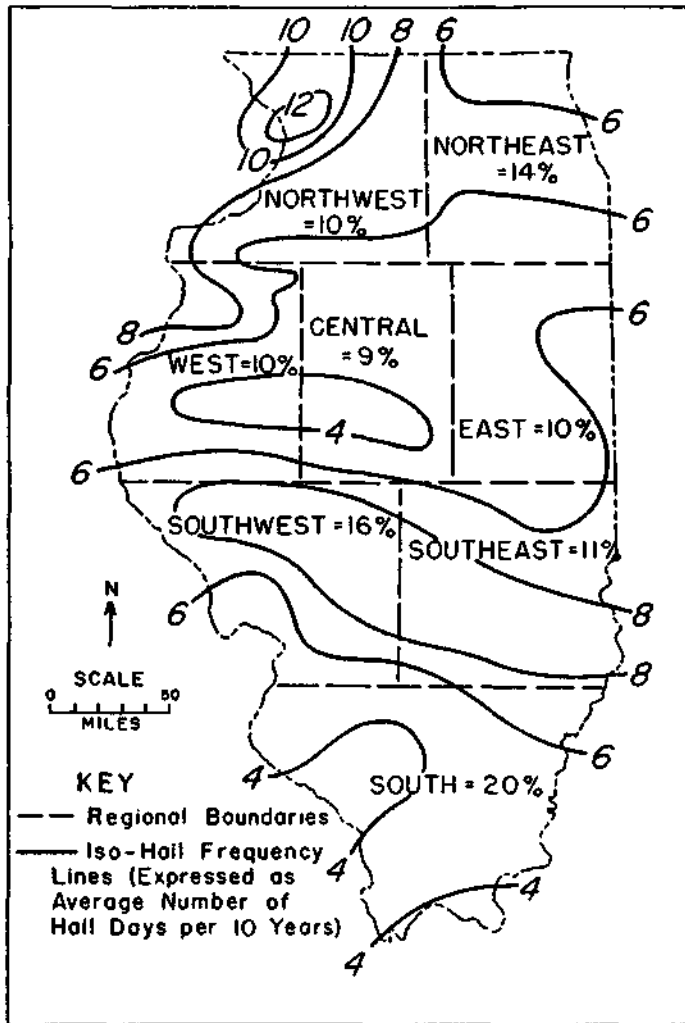 10 10 8 6
12
6
10
NORTHEAST
=14%
NORTHWEST
=10%
6
6
8
CENTRAL
=9%
6
WEST=10%
4
EAST=10%
6
SOUTHWEST=16%
SOUTHEAST=11%
N
6
8
SCALE
0 50
MILES
8
6
KEY
4
SOUTH=20%
Regional Boundaries
Iso-Hail Frequency
Lines (Expressed as
Average Number of
Hail Days per 10 Years)
4
4
4